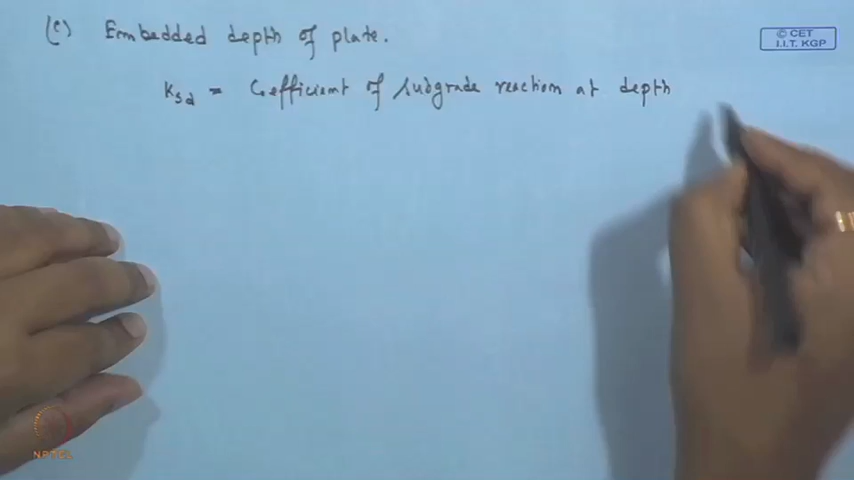 (c) Embedded depth of plate.
© CET
I.I.T. KGP
Ksd = Coefficient of subgrade reaction at depth
NPTEL